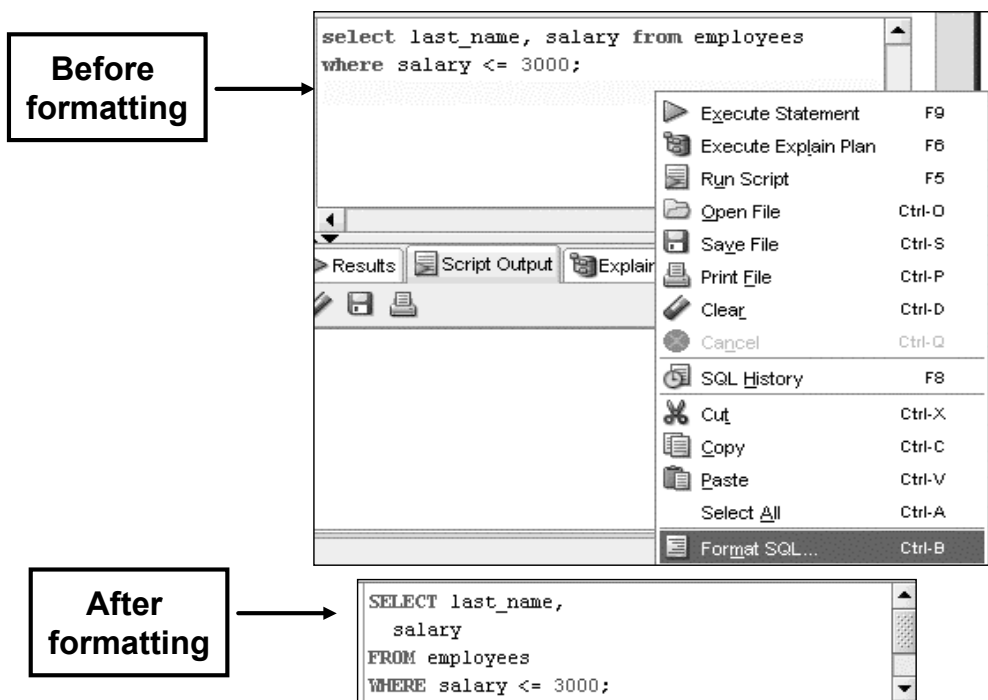 Before
formatting
select last_name, salary from employees
where salary <= 3000;
Execute Statement F9
Execute Explain Plan F6
Run Script F5
Open File Ctrl-O
Save File Ctrl-S
Print File Ctrl-P
Clear Ctrl-D
Cancel Ctrl-Q
SQL History F8
Cut Ctrl-X
Copy Ctrl-C
Paste Ctrl-V
Select All Ctrl-A
Format SQL... Ctrl-B
Results Script Output Explain
After
formatting
SELECT last_name,
salary
FROM employees
WHERE salary <= 3000;